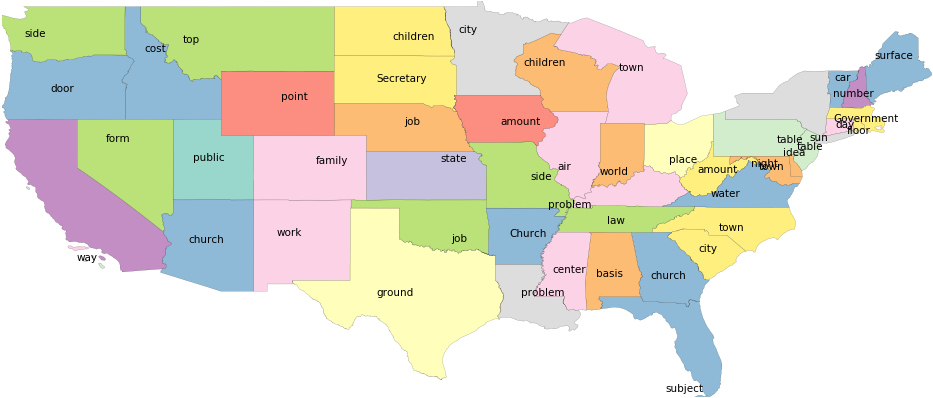 side
top
cost
children
city
children
town
surface
car
number
door
Secretary
point
job
amount
Government
day
floor
form
public
family
state
side
air
world
place
amount
night
town
table
idea
sun
table
water
problem
law
town
church
work
job
Church
center
basis
church
city
way
ground
problem
subject